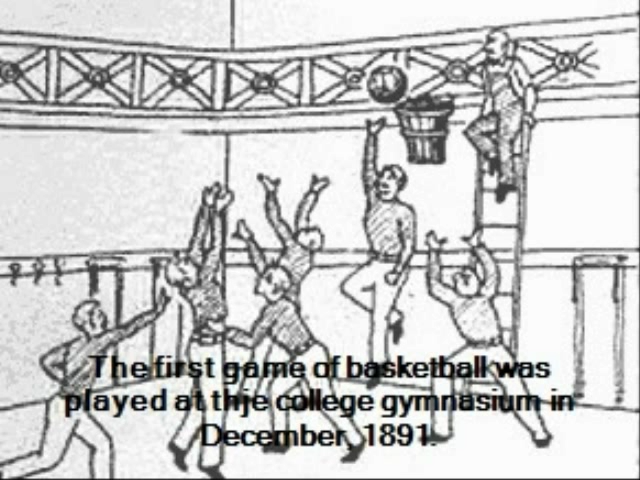 The first game of basketball was
played at thje college gymnasium in
December, 1891.